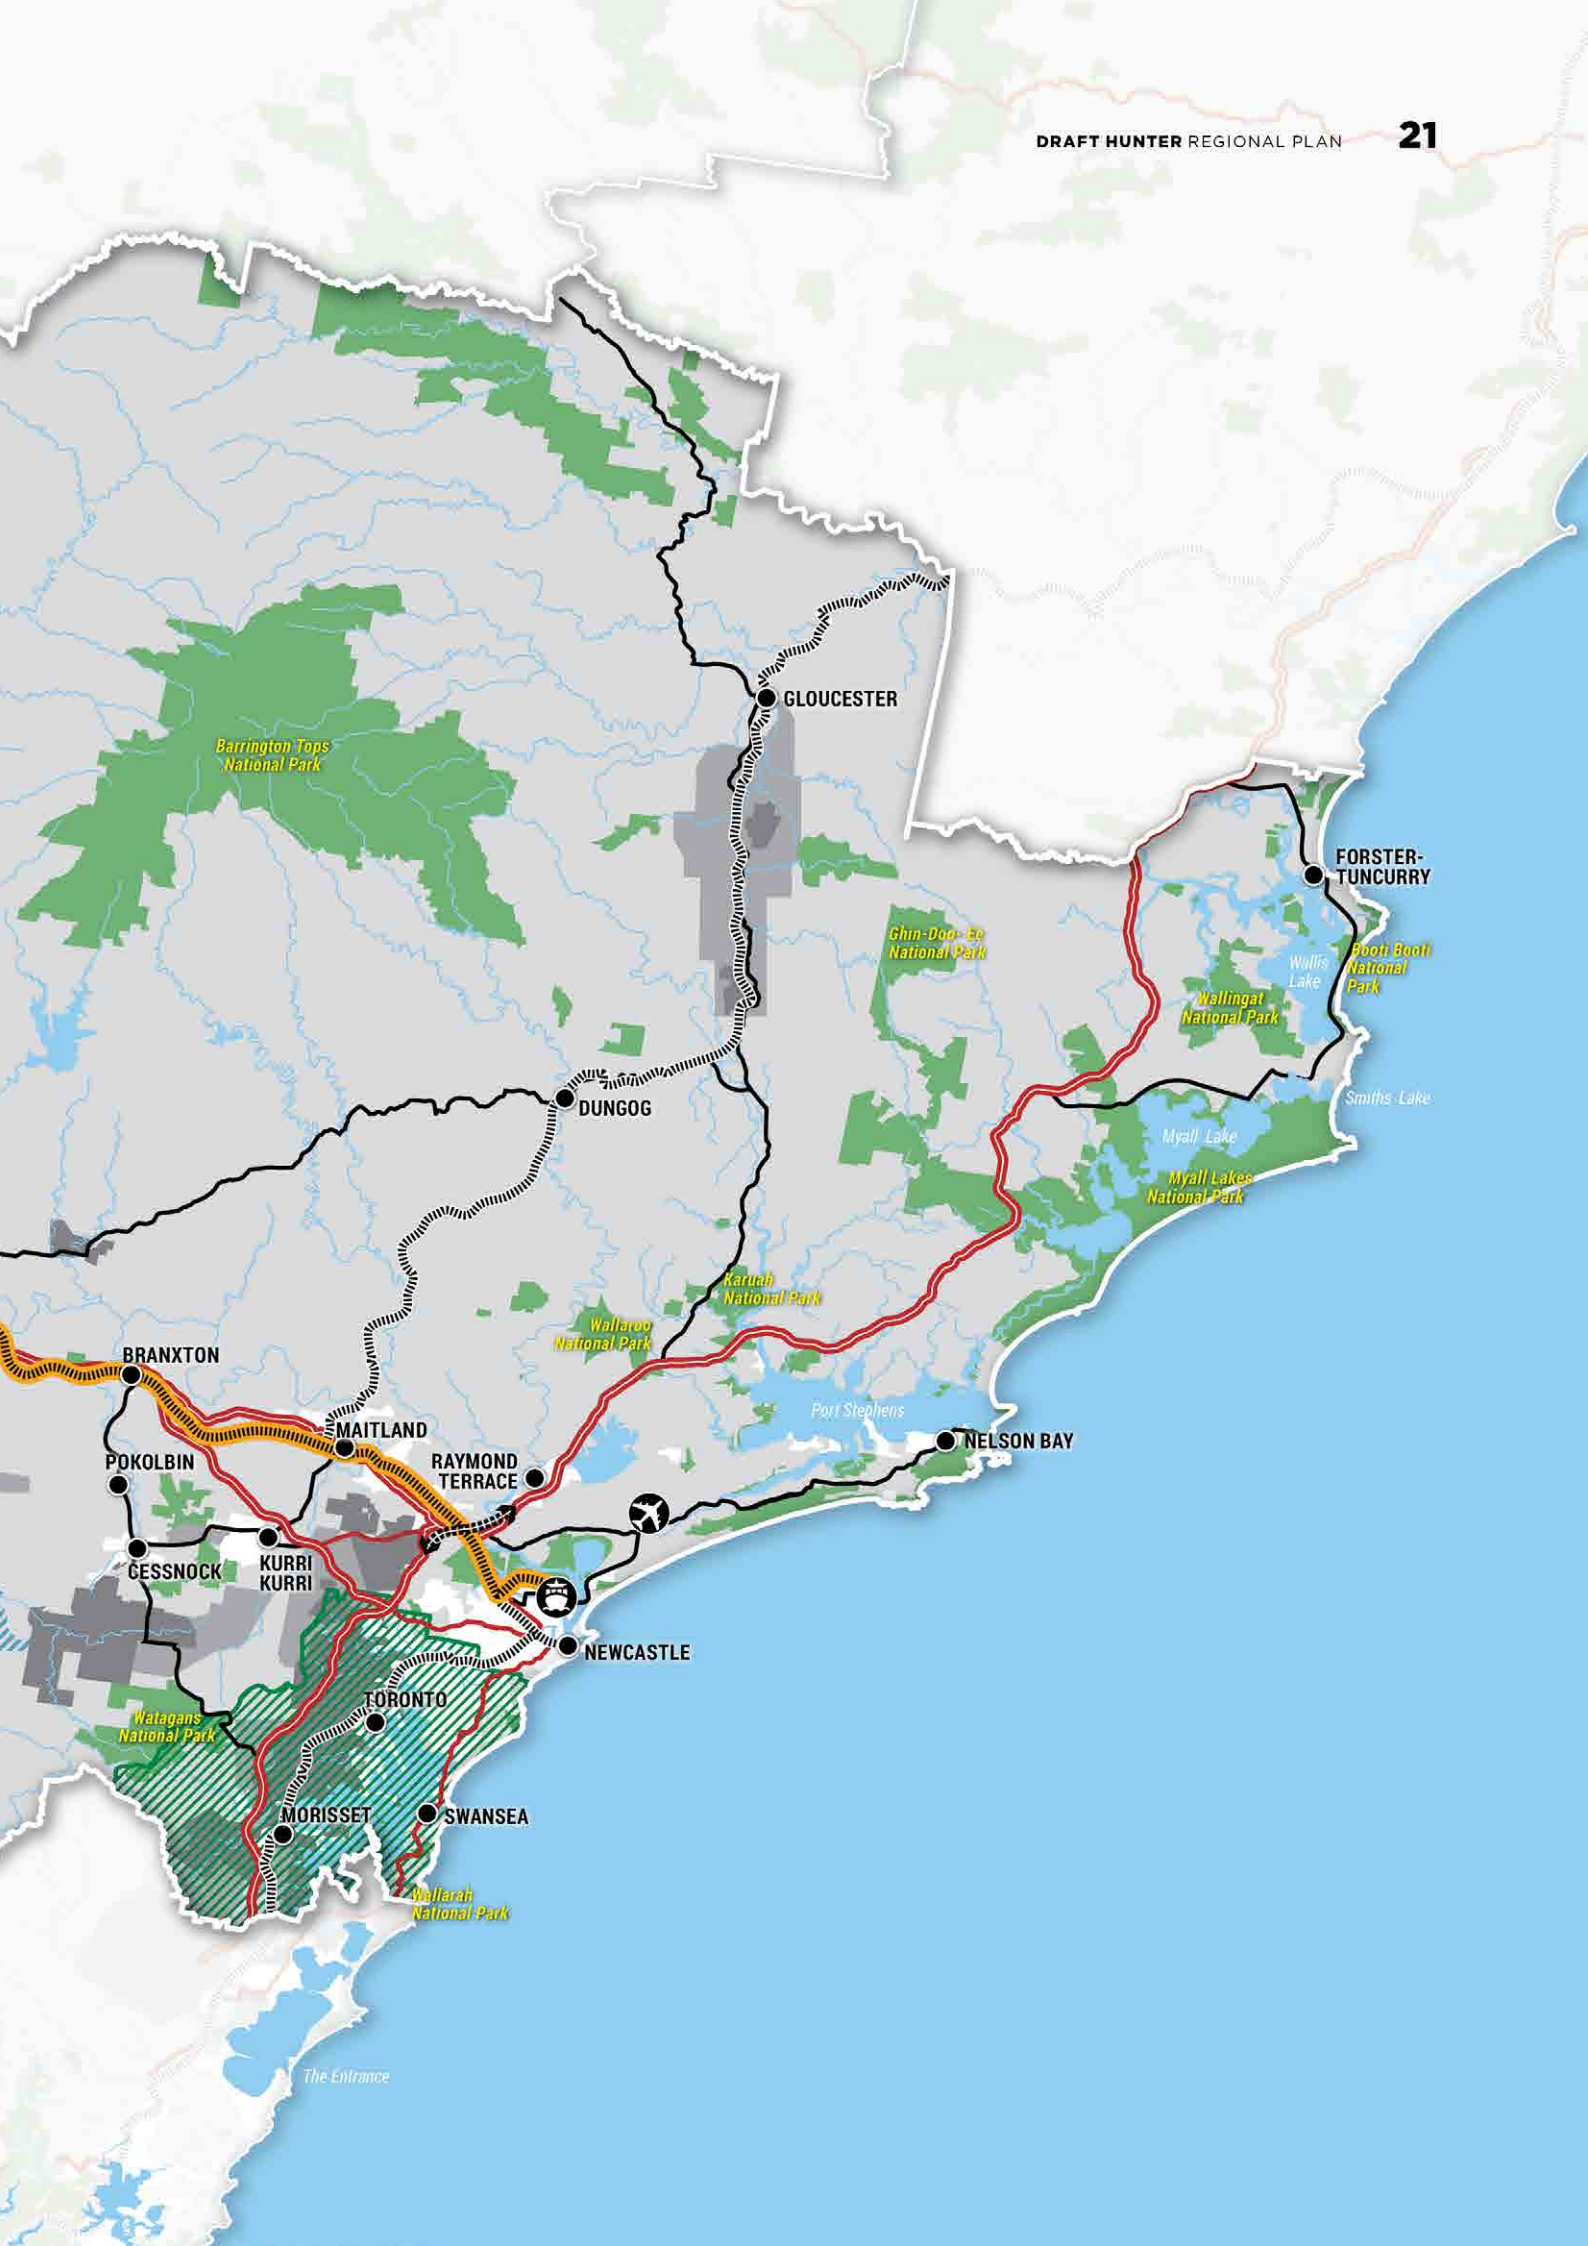 DRAFT HUNTER REGIONAL PLAN 21
GLOUCESTER
Barrington Tops
National Park
FORSTER-
TUNCURRY
Ghin-Doo- Ee
National Park
Booti Booti
National
Park
Wallis
Lake
Wallingat
National Park
DUNGOG
Smiths Lake
Myall Lake
Myall Lakes
National Park
Karuah
National Park
Wallaroo
National Park
BRANXTON
Port Stephens
MAITLAND
NELSON BAY
POKOLBIN
RAYMOND
TERRACE
CESSNOCK
KURRI
KURRI
NEWCASTLE
TORONTO
Watagans
National Park
MORISSET
SWANSEA
Wallarah
National Park
The Entrance